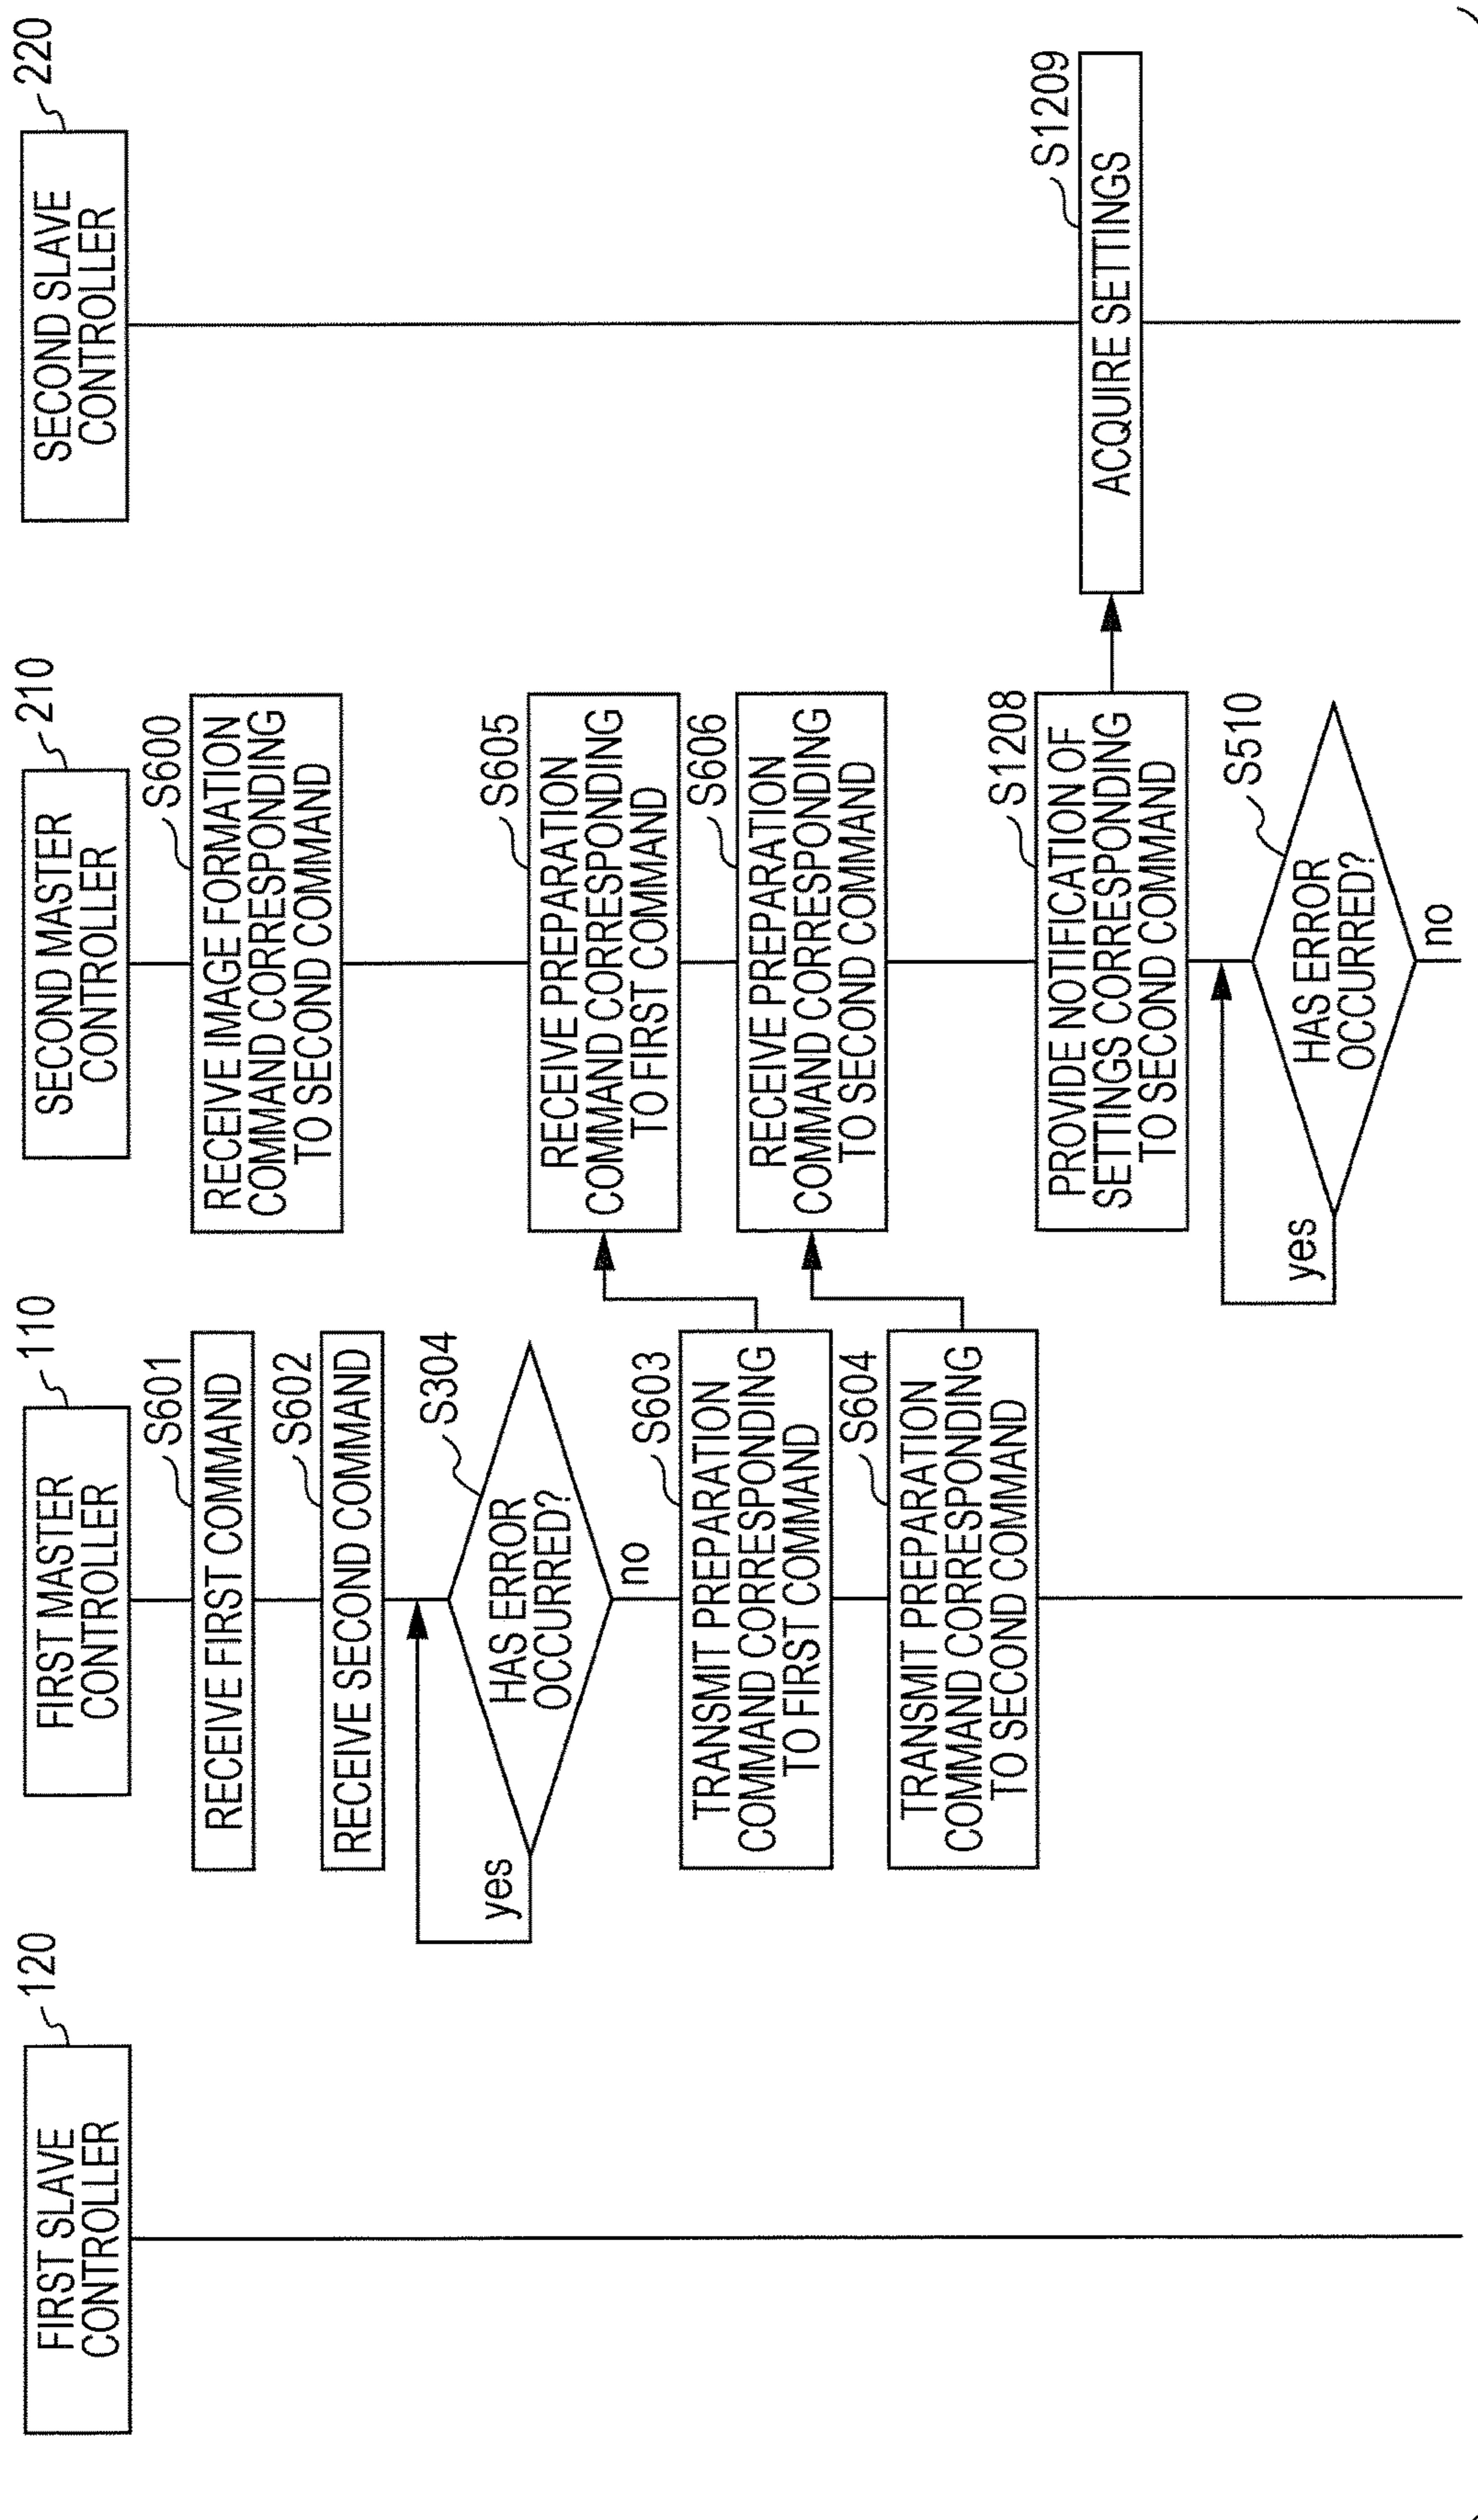 FIRST SLAVE
CONTROLLER
120
FIRST MASTER
CONTROLLER
110
SECOND MASTER
CONTROLLER
210
SECOND SLAVE
CONTROLLER
220
S601
RECEIVE FIRST COMMAND
S602
RECEIVE SECOND COMMAND
S304
HAS ERROR
OCCURRED?
yes
no
S603
TRANSMIT PREPARATION
COMMAND CORRESPONDING
TO FIRST COMMAND
S604
TRANSMIT PREPARATION
COMMAND CORRESPONDING
TO SECOND COMMAND
S600
RECEIVE IMAGE FORMATION
COMMAND CORRESPONDING
TO SECOND COMMAND
S605
RECEIVE PREPARATION
COMMAND CORRESPONDING
TO FIRST COMMAND
S606
RECEIVE PREPARATION
COMMAND CORRESPONDING
TO SECOND COMMAND
S1208
PROVIDE NOTIFICATION OF
SETTINGS CORRESPONDING
TO SECOND COMMAND
S510
HAS ERROR
OCCURRED?
yes
no
S1209
ACQUIRE SETTINGS